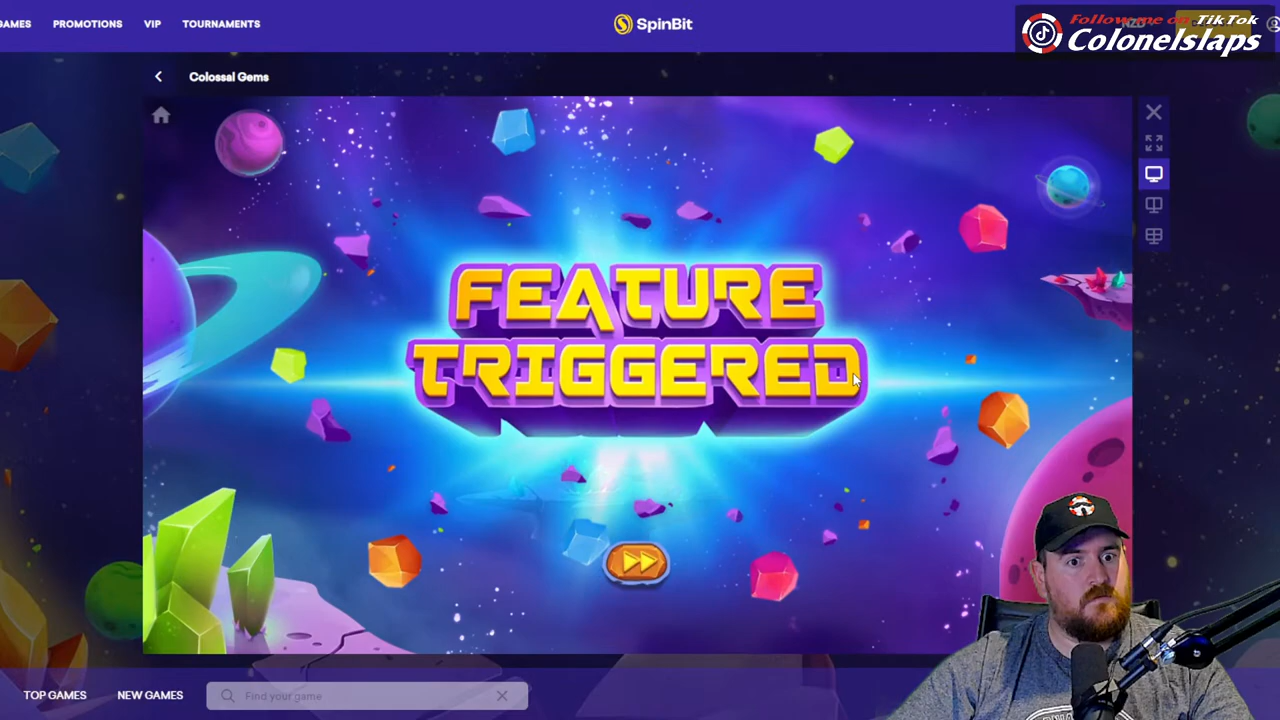 GAMES PROMOTIONS VIP TOURNAMENTS
SpinBit
NZD
Follow me on TikTok
Colonelslaps
Colossal Gems
FEATURE
TRIGGERED
TOP GAMES NEW GAMES Find your game